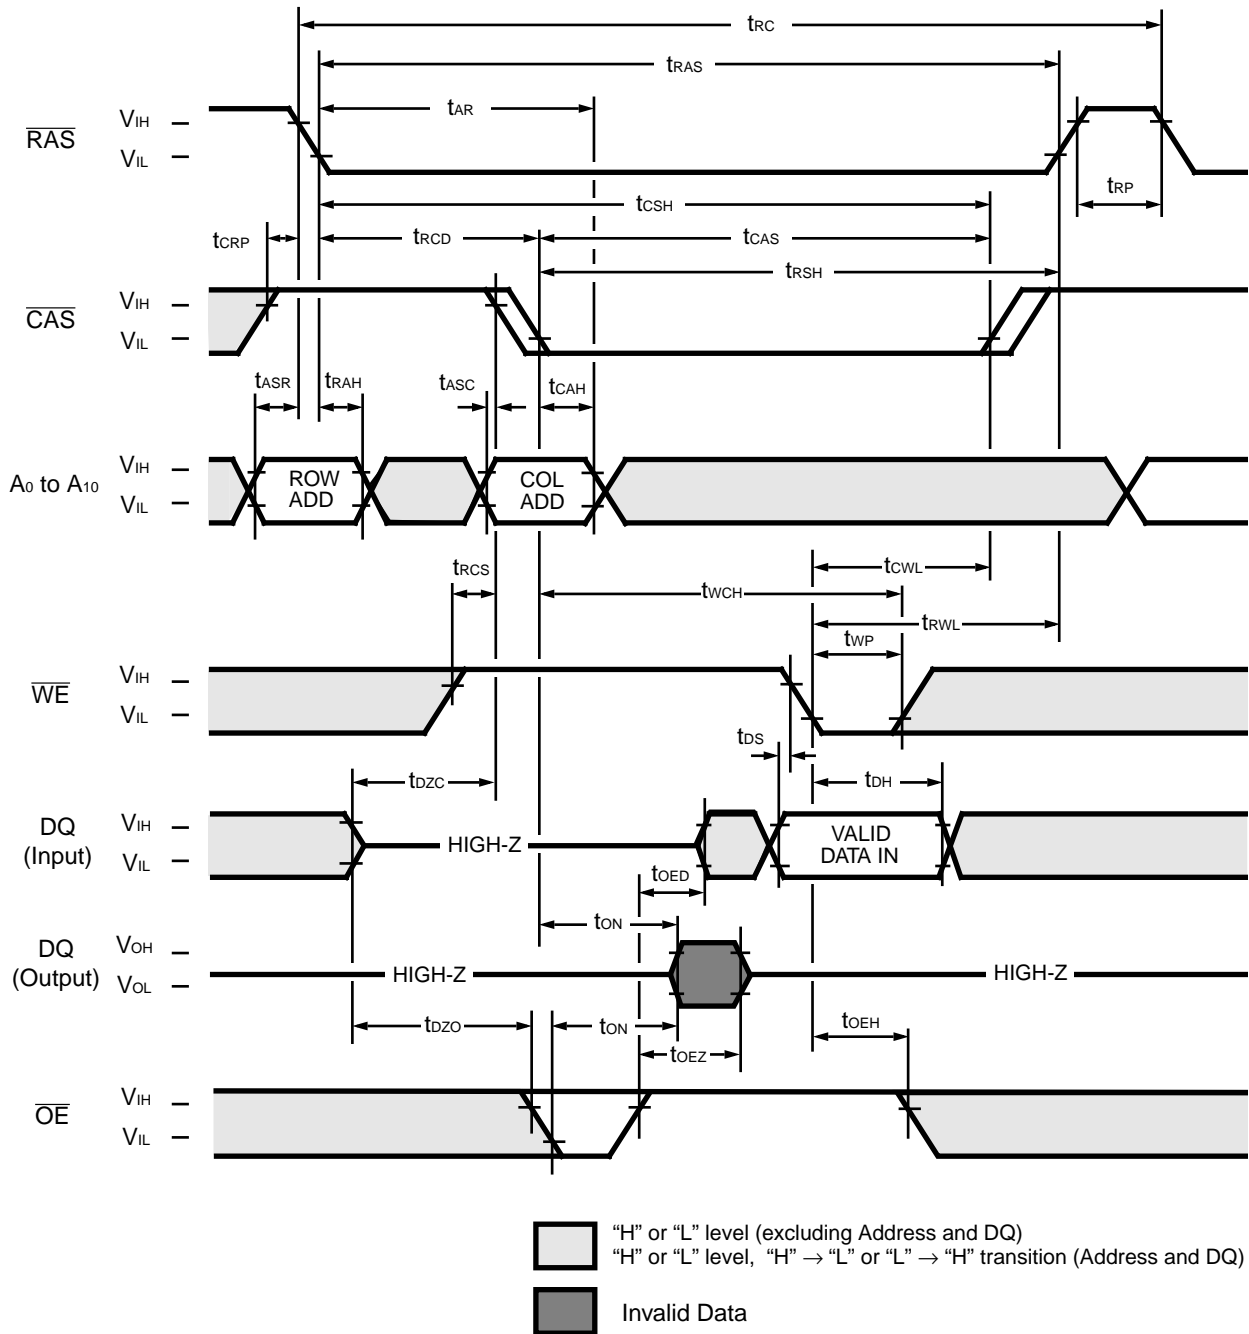 tRC
tRAS
tAR
RAS
VIH
VIL
tRP
tCSH
tCRP
tRCD
tCAS
tRSH
CAS
VIH
VIL
tASR
tRAH
tASC
tCAH
A0 to A10
VIH
VIL
ROW
ADD
COL
ADD
tRCS
tCWL
tWCH
tRWL
tWP
WE
VIH
VIL
tDS
tDZC
tDH
DQ
(Input)
VIH
VIL
HIGH-Z
VALID
DATA IN
tOED
tON
DQ
(Output)
VOH
VOL
HIGH-Z
HIGH-Z
tDZO
tON
tOEZ
tOEH
OE
VIH
VIL
“H” or “L” level (excluding Address and DQ)
“H” or “L” level, “H” → “L” or “L” → “H” transition (Address and DQ)
Invalid Data